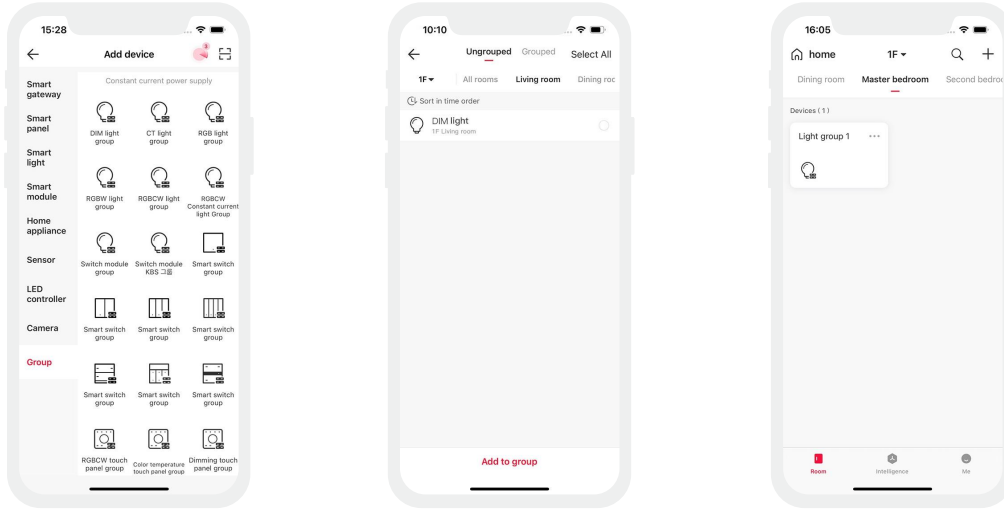 15:28
Add device
3
Smart
gateway
Smart
panel
Smart
light
Smart
module
Home
appliance
Sensor
LED
controller
Camera
Group
Constant current power
supply
DIM light
group
CT light
group
RGB light
group
RGBW light
group
RGBCW light
group
RGBCW
Constant current
light Group
Switch module
group
Switch module
KBS 그룹
Smart switch
group
Smart switch
group
Smart switch
group
Smart switch
group
Smart switch
group
Smart switch
group
Smart switch
group
RGBCW touch
panel group
Color temperature
touch panel group
Dimming touch
panel group
10:10
Ungrouped Grouped Select All
1F All rooms Living room Dining roo
Sort in time order
DIM light
1F Living room
Add to group
16:05
home 1F
Dining room Master bedroom Second bedroo
Devices ( 1 )
Light group 1
Room Intelligence Me